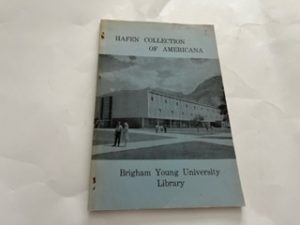 HAFEN COLLECTION
OF AMERICANA
Brigham Young University
Library